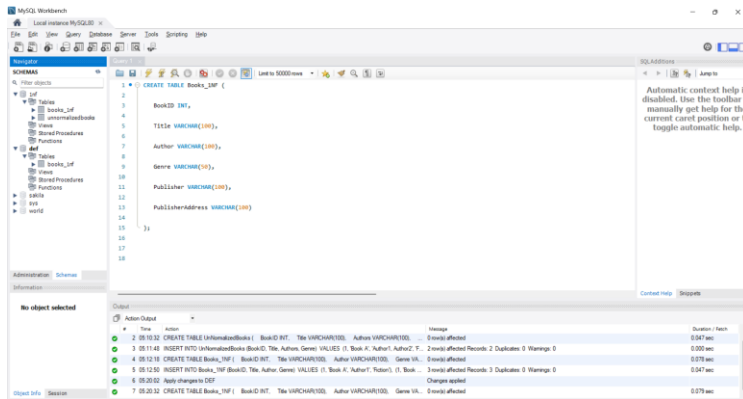 MySQL Workbench
Local instance MySQL80 ×
File Edit View Query Database Server Tools Scripting Help
Navigator
SCHEMAS
Filter objects
1nf
Tables
books_1nf
unnormalizedbooks
Views
Stored Procedures
Functions
def
Tables
books_1nf
Views
Stored Procedures
Functions
sakila
sys
world
Administration Schemas
Information
No object selected
Object Info Session
Query 1
Limit to 50000 rows
1 CREATE TABLE Books_1NF (
2
3 BookID INT,
4
5 Title VARCHAR(100),
6
7 Author VARCHAR(100),
8
9 Genre VARCHAR(50),
10
11 Publisher VARCHAR(100),
12
13 PublisherAddress VARCHAR(100)
14
15 );
16
17
18
SQLAdditions
Jump to
Automatic context help i
disabled. Use the toolbar
manually get help for th
current caret position or t
toggle automatic help.
Context Help Snippets
Output
Action Output
# Time Action Message Duration / Fetch
2 05:10:32 CREATE TABLE UnNormalizedBooks ( BookID INT, Title VARCHAR(100), Authors VARCHAR(100), ... 0 row(s) affected 0.047 sec
3 05:11:48 INSERT INTO UnNormalizedBooks (BookID, Title, Authors, Genre) VALUES (1, 'Book A', 'Author1, Author2', 'F... 2 row(s) affected Records: 2 Duplicates: 0 Warnings: 0 0.000 sec
4 05:12:18 CREATE TABLE Books_1NF ( BookID INT, Title VARCHAR(100), Author VARCHAR(100), Genre VA... 0 row(s) affected 0.078 sec
5 05:12:50 INSERT INTO Books_1NF (BookID, Title, Author, Genre) VALUES (1, 'Book A', 'Author1', 'Fiction'), (1, 'Book ... 3 row(s) affected Records: 3 Duplicates: 0 Warnings: 0 0.047 sec
6 05:20:02 Apply changes to DEF Changes applied
7 05:20:32 CREATE TABLE Books_1NF ( BookID INT, Title VARCHAR(100), Author VARCHAR(100), Genre VA... 0 row(s) affected 0.079 sec